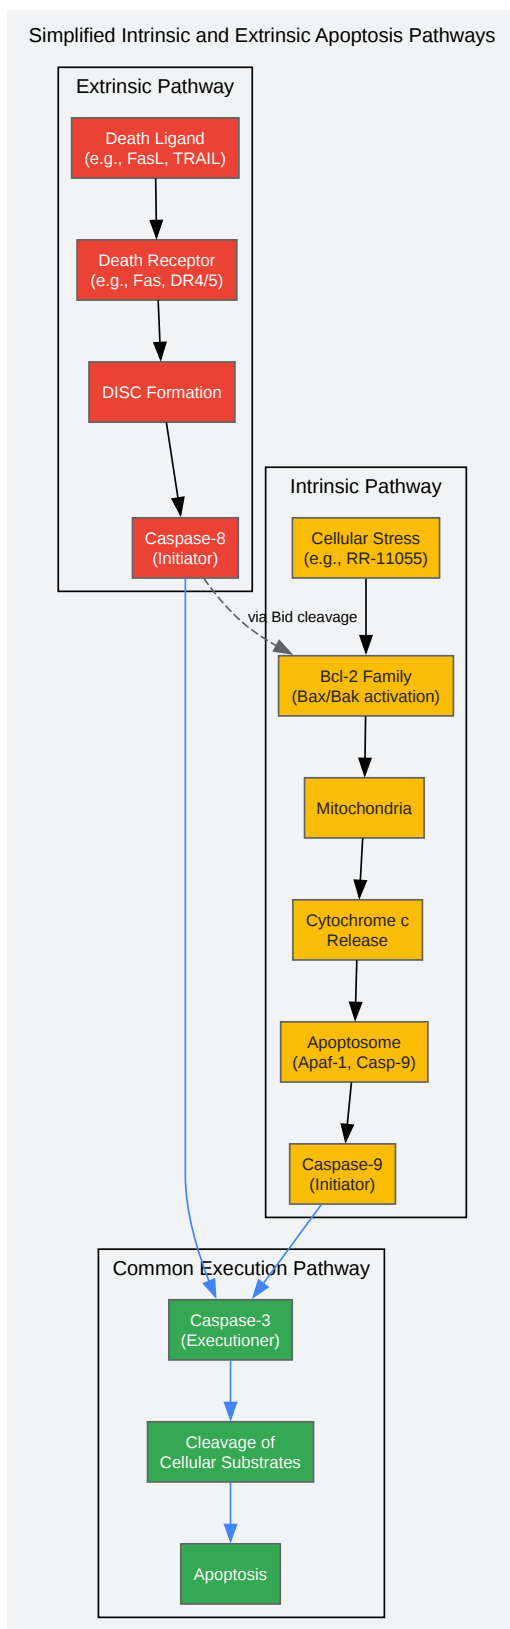 Simplified Intrinsic and Extrinsic Apoptosis Pathways
Extrinsic Pathway
Death Ligand
(e.g., FasL, TRAIL)
Death Receptor
(e.g., Fas, DR4/5)
DISC Formation
Caspase-8
(Initiator)
Intrinsic Pathway
Cellular Stress
(e.g., RR-11055)
via Bid cleavage
Bcl-2 Family
(Bax/Bak activation)
Mitochondria
Cytochrome c
Release
Apoptosome
(Apaf-1, Casp-9)
Caspase-9
(Initiator)
Common Execution Pathway
Caspase-3
(Executioner)
Cleavage of
Cellular Substrates
Apoptosis